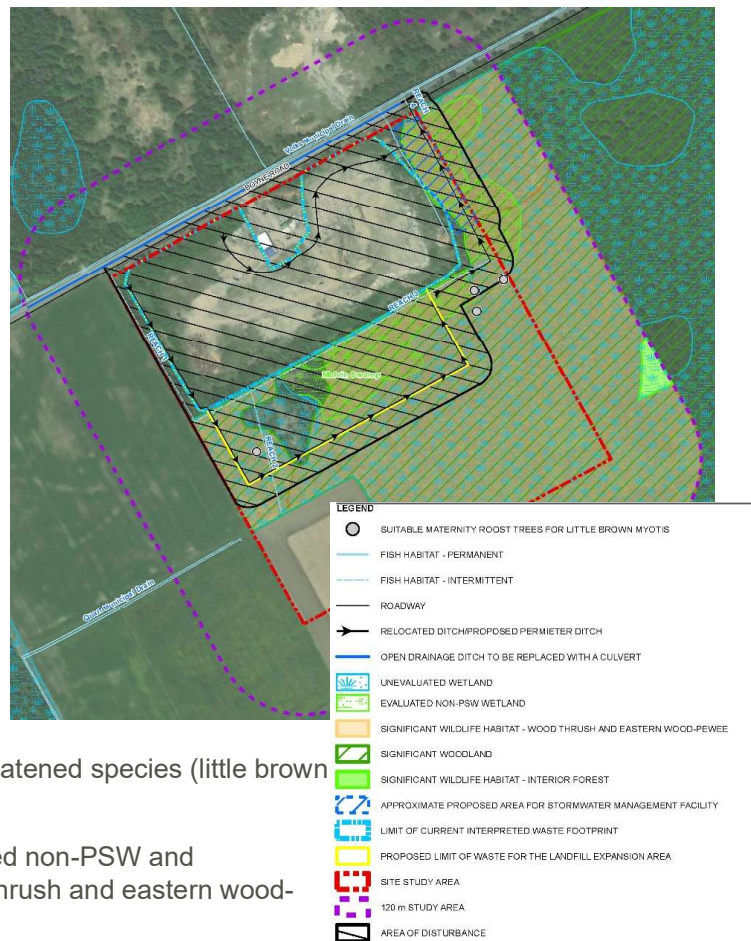 REACH 4
Volks Municipal Drain
BOYNE ROAD
REACH 3
REACH 1
Melvin Swamp
REACH 2
Quart Municipal Drain
LEGEND
SUITABLE MATERNITY ROOST TREES FOR LITTLE BROWN MYOTIS
FISH HABITAT - PERMANENT
FISH HABITAT - INTERMITTENT
ROADWAY
RELOCATED DITCH/PROPOSED PERMIETER DITCH
OPEN DRAINAGE DITCH TO BE REPLACED WITH A CULVERT
UNEVALUATED WETLAND
EVALUATED NON-PSW WETLAND
SIGNIFICANT WILDLIFE HABITAT - WOOD THRUSH AND EASTERN WOOD-PEWEE
SIGNIFICANT WOODLAND
SIGNIFICANT WILDLIFE HABITAT - INTERIOR FOREST
APPROXIMATE PROPOSED AREA FOR STORMWATER MANAGEMENT FACILITY
LIMIT OF CURRENT INTERPRETED WASTE FOOTPRINT
PROPOSED LIMIT OF WASTE FOR THE LANDFILL EXPANSION AREA
SITE STUDY AREA
120 m STUDY AREA
AREA OF DISTURBANCE
atened species (little brown
ed non-PSW and
hrush and eastern wood-